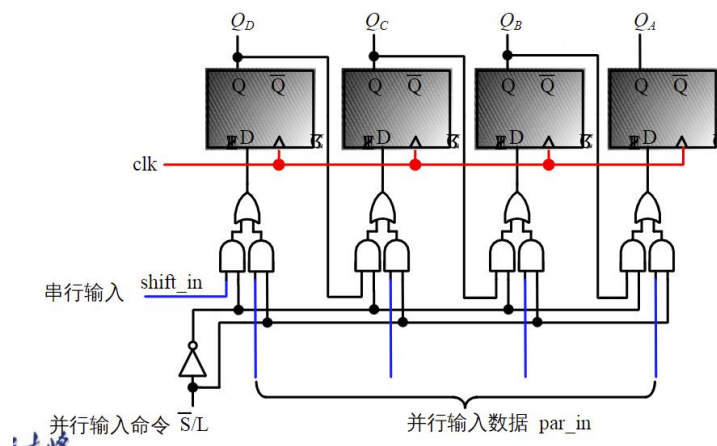 Q_D Q_C Q_B Q_A
Q Q̅ Q Q̅ Q Q̅ Q Q̅
D D D D
clk
串行输入 shift_in
并行输入命令 S̅/L 并行输入数据 par_in